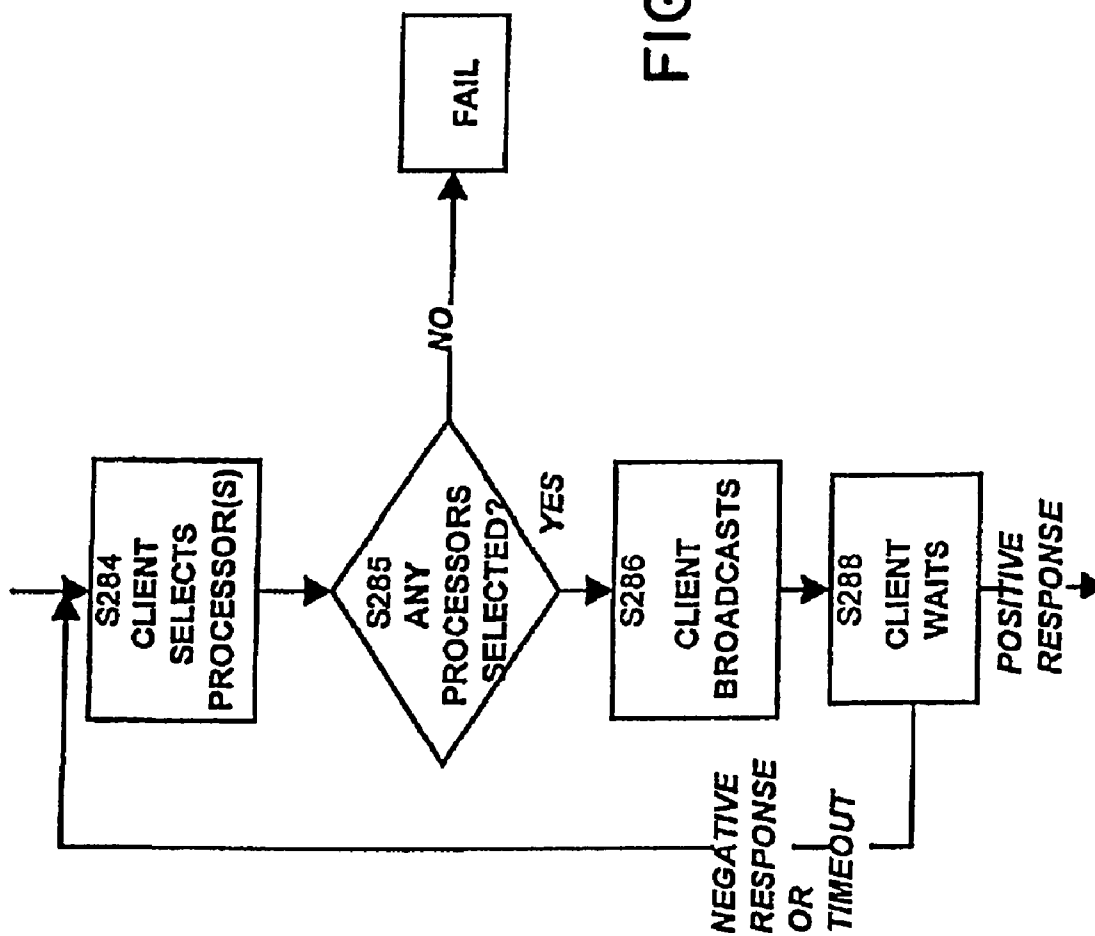 S284
CLIENT
SELECTS
PROCESSOR(S)
S285
ANY
PROCESSORS
SELECTED?
NO
FAIL
YES
S286
CLIENT
BROADCASTS
S288
CLIENT
WAITS
NEGATIVE
RESPONSE
OR
TIMEOUT
POSITIVE
RESPONSE
FIG